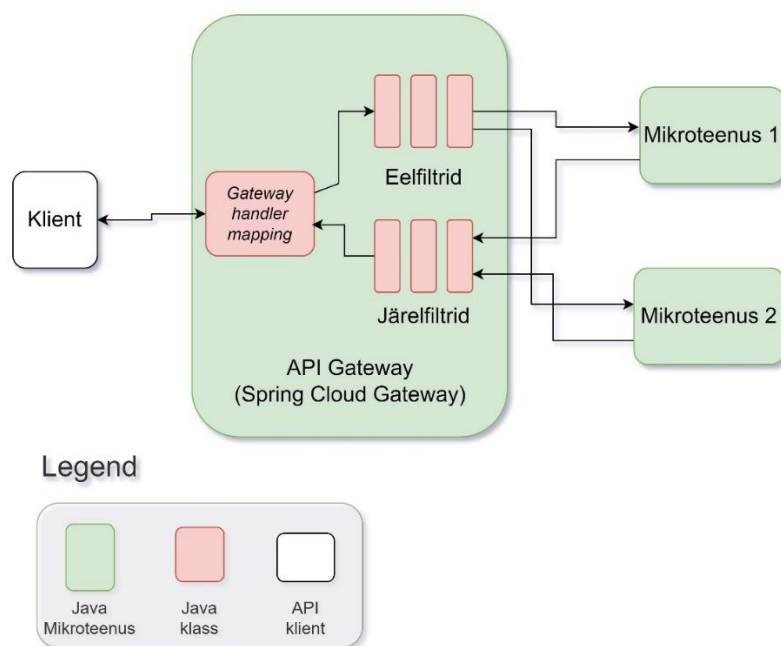 Eelfiltrid
Mikroteenus 1
Klient
Gateway
handler
mapping
Järelfiltrid
Mikroteenus 2
API Gateway
(Spring Cloud Gateway)
Legend
Java
Mikroteenus
Java
klass
API
klient